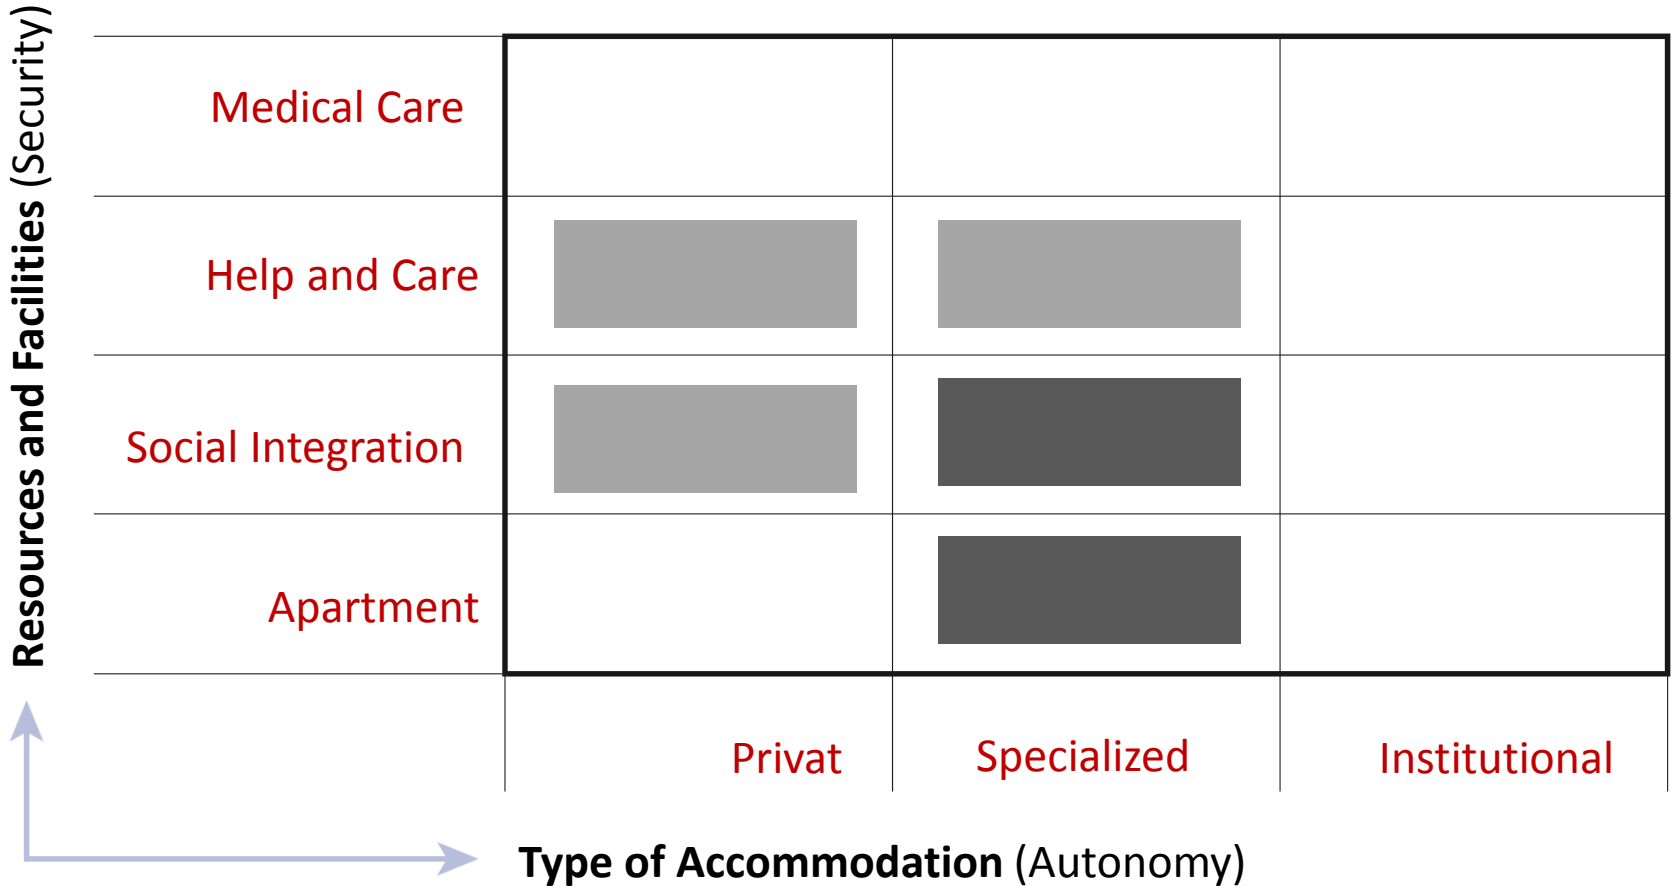 Resources and Facilities (Security)
Medical Care
Help and Care
Social Integration
Apartment
Privat
Specialized
Institutional
Type of Accommodation (Autonomy)